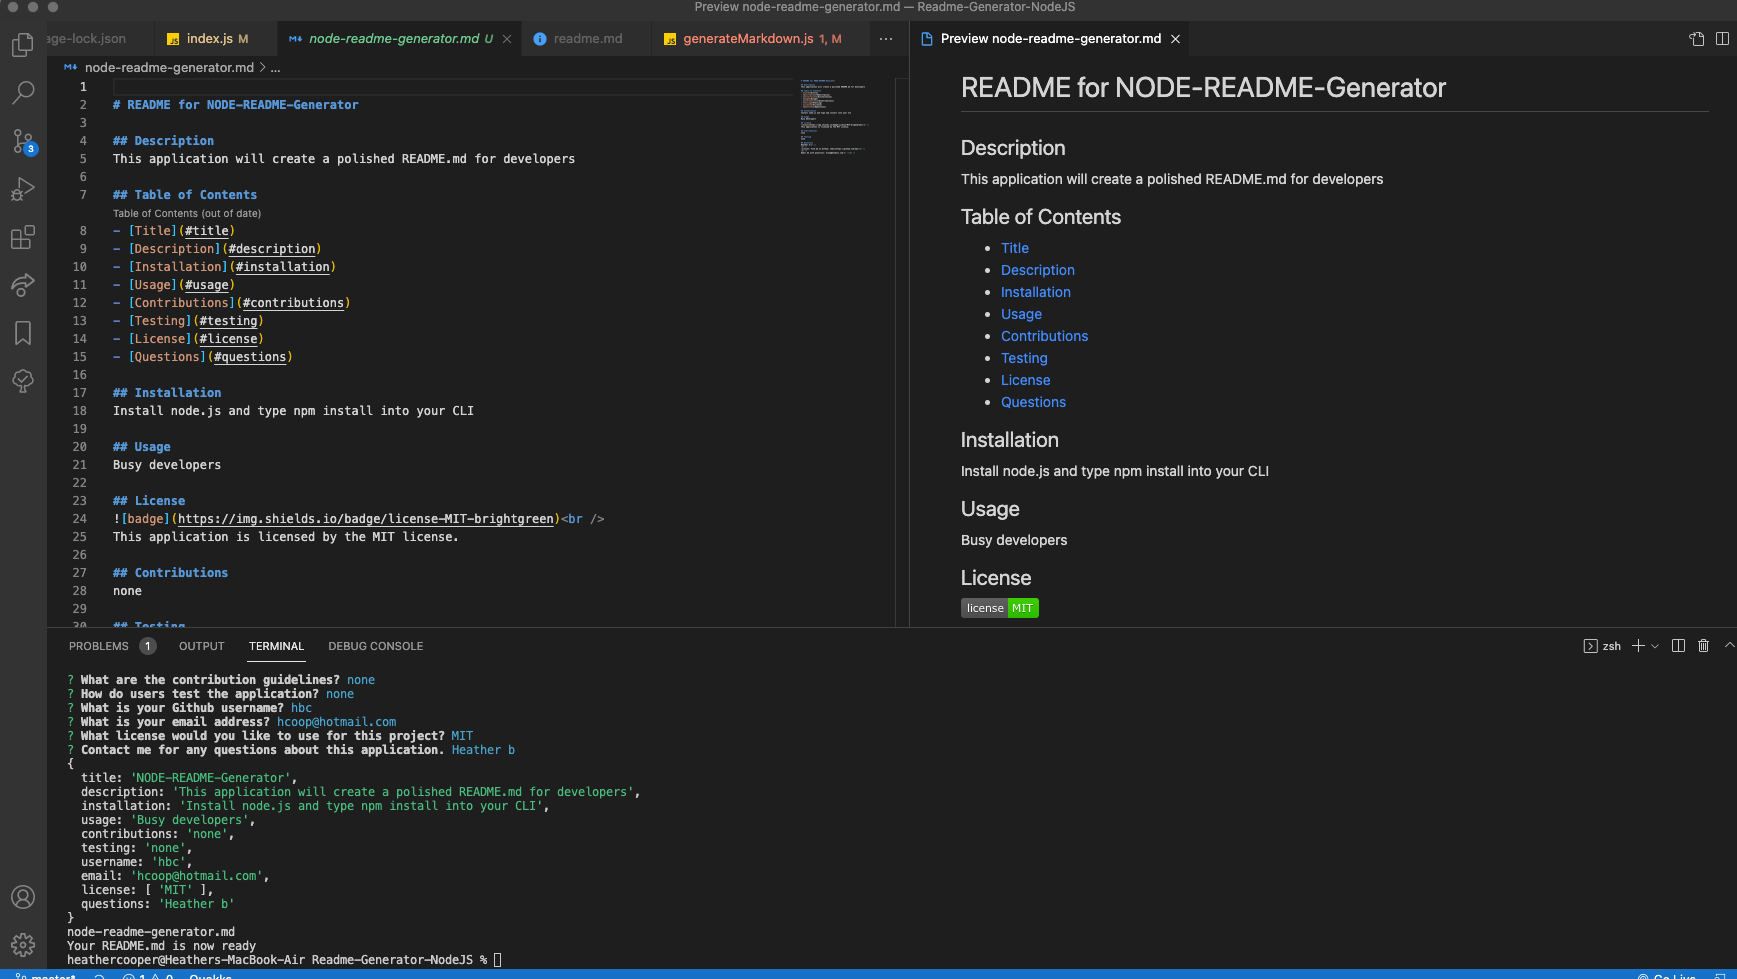 Preview node-readme-generator.md — Readme-Generator-NodeJS
age-lock.json
JS index.js M
node-readme-generator.md U
readme.md
JS generateMarkdown.js 1, M
Preview node-readme-generator.md
node-readme-generator.md > ...
1
2 # README for NODE-README-Generator
3
4 ## Description
5 This application will create a polished README.md for developers
6
7 ## Table of Contents
Table of Contents (out of date)
8 - [Title](#title)
9 - [Description](#description)
10 - [Installation](#installation)
11 - [Usage](#usage)
12 - [Contributions](#contributions)
13 - [Testing](#testing)
14 - [License](#license)
15 - [Questions](#questions)
16
17 ## Installation
18 Install node.js and type npm install into your CLI
19
20 ## Usage
21 Busy developers
22
23 ## License
24 ![badge](https://img.shields.io/badge/license-MIT-brightgreen)<br />
25 This application is licensed by the MIT license.
26
27 ## Contributions
28 none
29
30 ## Testing
README for NODE-README-Generator
Description
This application will create a polished README.md for developers
Table of Contents
• Title
• Description
• Installation
• Usage
• Contributions
• Testing
• License
• Questions
Installation
Install node.js and type npm install into your CLI
Usage
Busy developers
License
license MIT
3
PROBLEMS 1 OUTPUT TERMINAL DEBUG CONSOLE
zsh
? What are the contribution guidelines? none
? How do users test the application? none
? What is your Github username? hbc
? What is your email address? hcoop@hotmail.com
? What license would you like to use for this project? MIT
? Contact me for any questions about this application. Heather b
{
title: 'NODE-README-Generator',
description: 'This application will create a polished README.md for developers',
installation: 'Install node.js and type npm install into your CLI',
usage: 'Busy developers',
contributions: 'none',
testing: 'none',
username: 'hbc',
email: 'hcoop@hotmail.com',
license: [ 'MIT' ],
questions: 'Heather b'
}
node-readme-generator.md
Your README.md is now ready
heathercooper@Heathers-MacBook-Air Readme-Generator-NodeJS %
master* 1 0 Quokka
Go Live